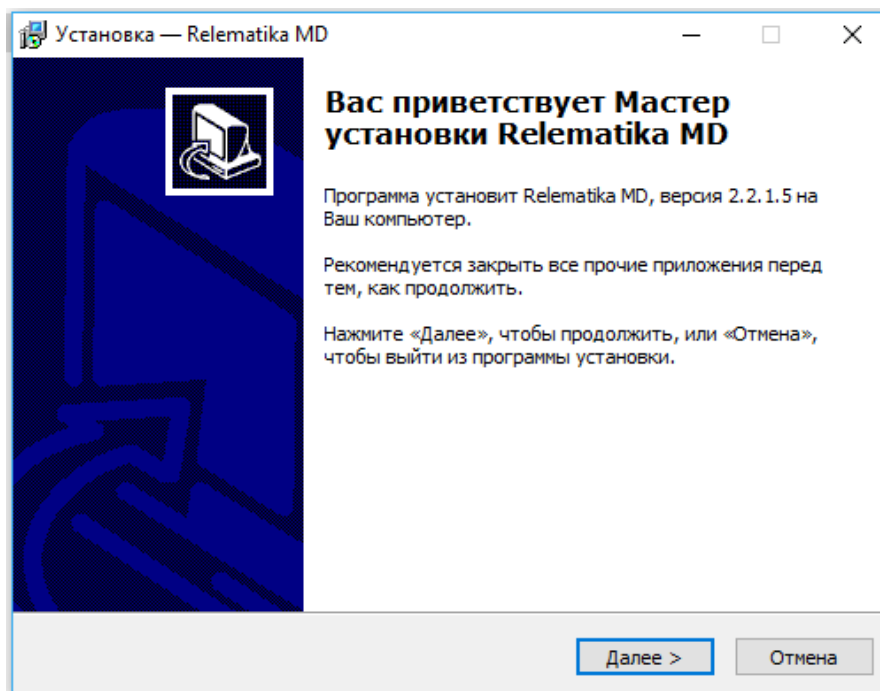 Установка — Relematika MD
Вас приветствует Мастер
установки Relematika MD
Программа установит Relematika MD, версия 2.2.1.5 на
Ваш компьютер.
Рекомендуется закрыть все прочие приложения перед
тем, как продолжить.
Нажмите «Далее», чтобы продолжить, или «Отмена»,
чтобы выйти из программы установки.
Далее >
Отмена